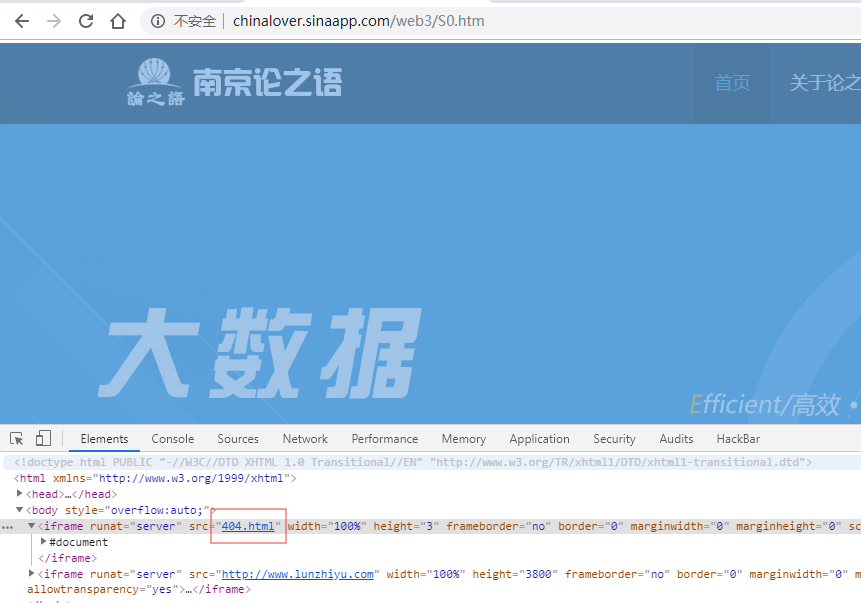 不安全 | chinalover.sinaapp.com/web3/S0.htm
論之語 南京论之语 首页 关于论之
大数据
Efficient/高效 •
Elements Console Sources Network Performance Memory Application Security Audits HackBar
<!doctype html PUBLIC "-//W3C//DTD XHTML 1.0 Transitional//EN" "http://www.w3.org/TR/xhtml1/DTD/xhtml1-transitional.dtd">
<html xmlns="http://www.w3.org/1999/xhtml">
<head>…</head>
<body style="overflow:auto;">
<iframe runat="server" src="404.html" width="100%" height="3" frameborder="no" border="0" marginwidth="0" marginheight="0" sc
#document
</iframe>
<iframe runat="server" src="http://www.lunzhiyu.com" width="100%" height="3800" frameborder="no" border="0" marginwidth="0" m
allowtransparency="yes">…</iframe>